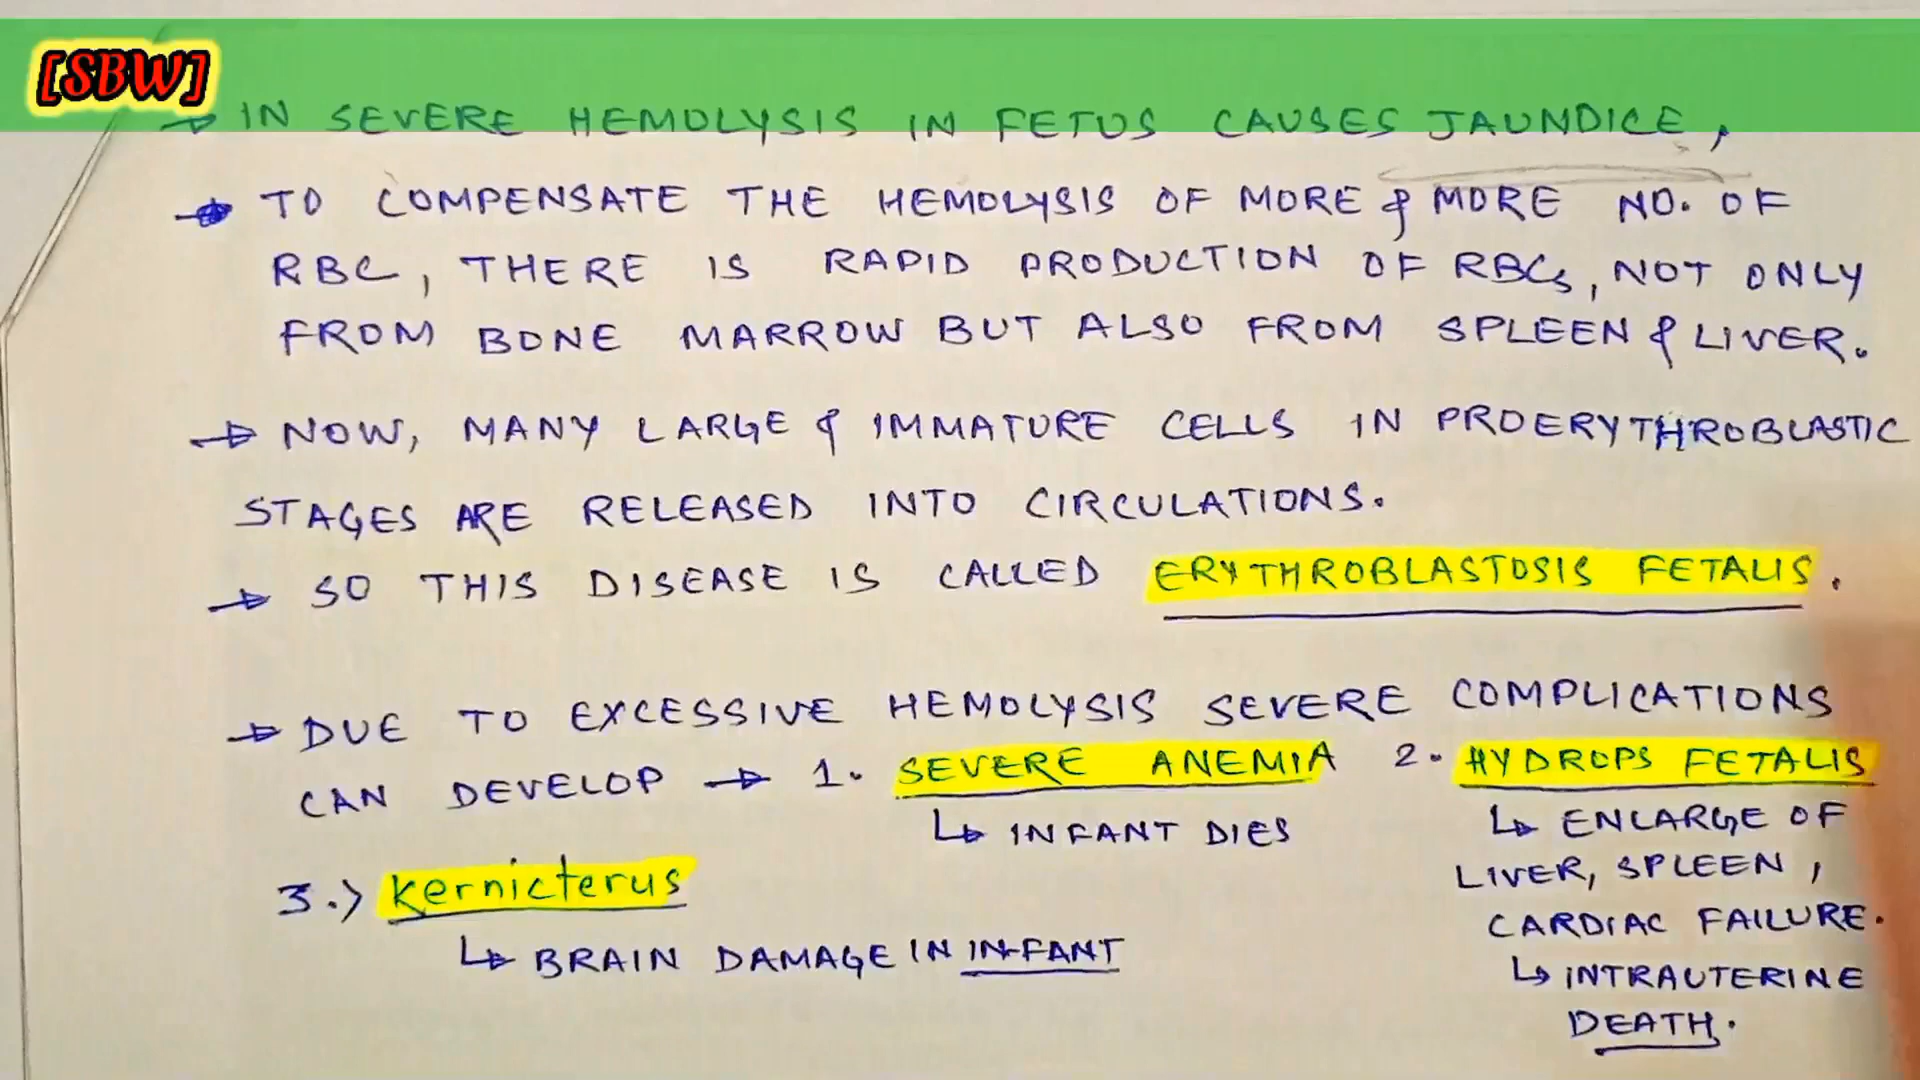 [SBW]
→ IN SEVERE HEMOLYSIS IN FETUS CAUSES JAUNDICE,
→ TO COMPENSATE THE HEMOLYSIS OF MORE & MORE NO. OF
RBC, THERE IS RAPID PRODUCTION OF RBCs, NOT ONLY
FROM BONE MARROW BUT ALSO FROM SPLEEN & LIVER.
→ NOW, MANY LARGE & IMMATURE CELLS IN PROERYTHROBLASTIC
STAGES ARE RELEASED INTO CIRCULATIONS.
→ SO THIS DISEASE IS CALLED ERYTHROBLASTOSIS FETALIS.
→ DUE TO EXCESSIVE HEMOLYSIS SEVERE COMPLICATIONS
CAN DEVELOP → 1. SEVERE ANEMIA 2. HYDROPS FETALIS
↳ INFANT DIES
↳ ENLARGE OF
LIVER, SPLEEN,
CARDIAC FAILURE.
↳ INTRAUTERINE
DEATH.
3.) Kernicterus
↳ BRAIN DAMAGE IN INFANT